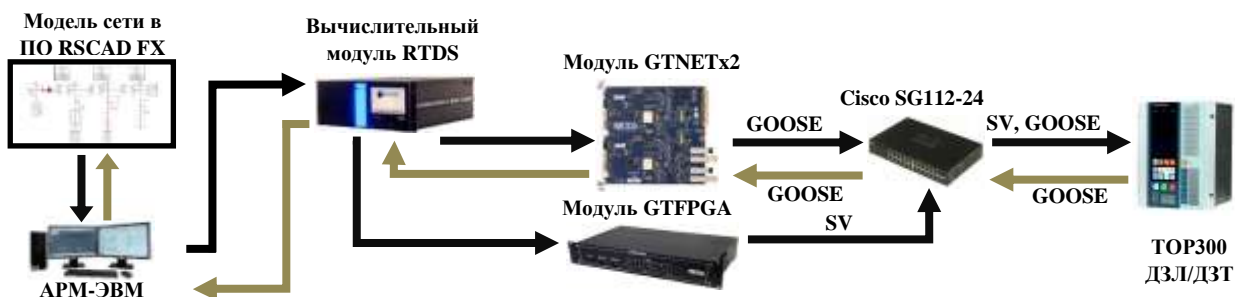 Модель сети в
ПО RSCAD FX
Вычислительный
модуль RTDS
Модуль GTNETx2
Cisco SG112-24
GOOSE
SV, GOOSE
GOOSE
GOOSE
Модуль GTFPGA
SV
АРМ-ЭВМ
ТОР300
ДЗЛ/ДЗТ